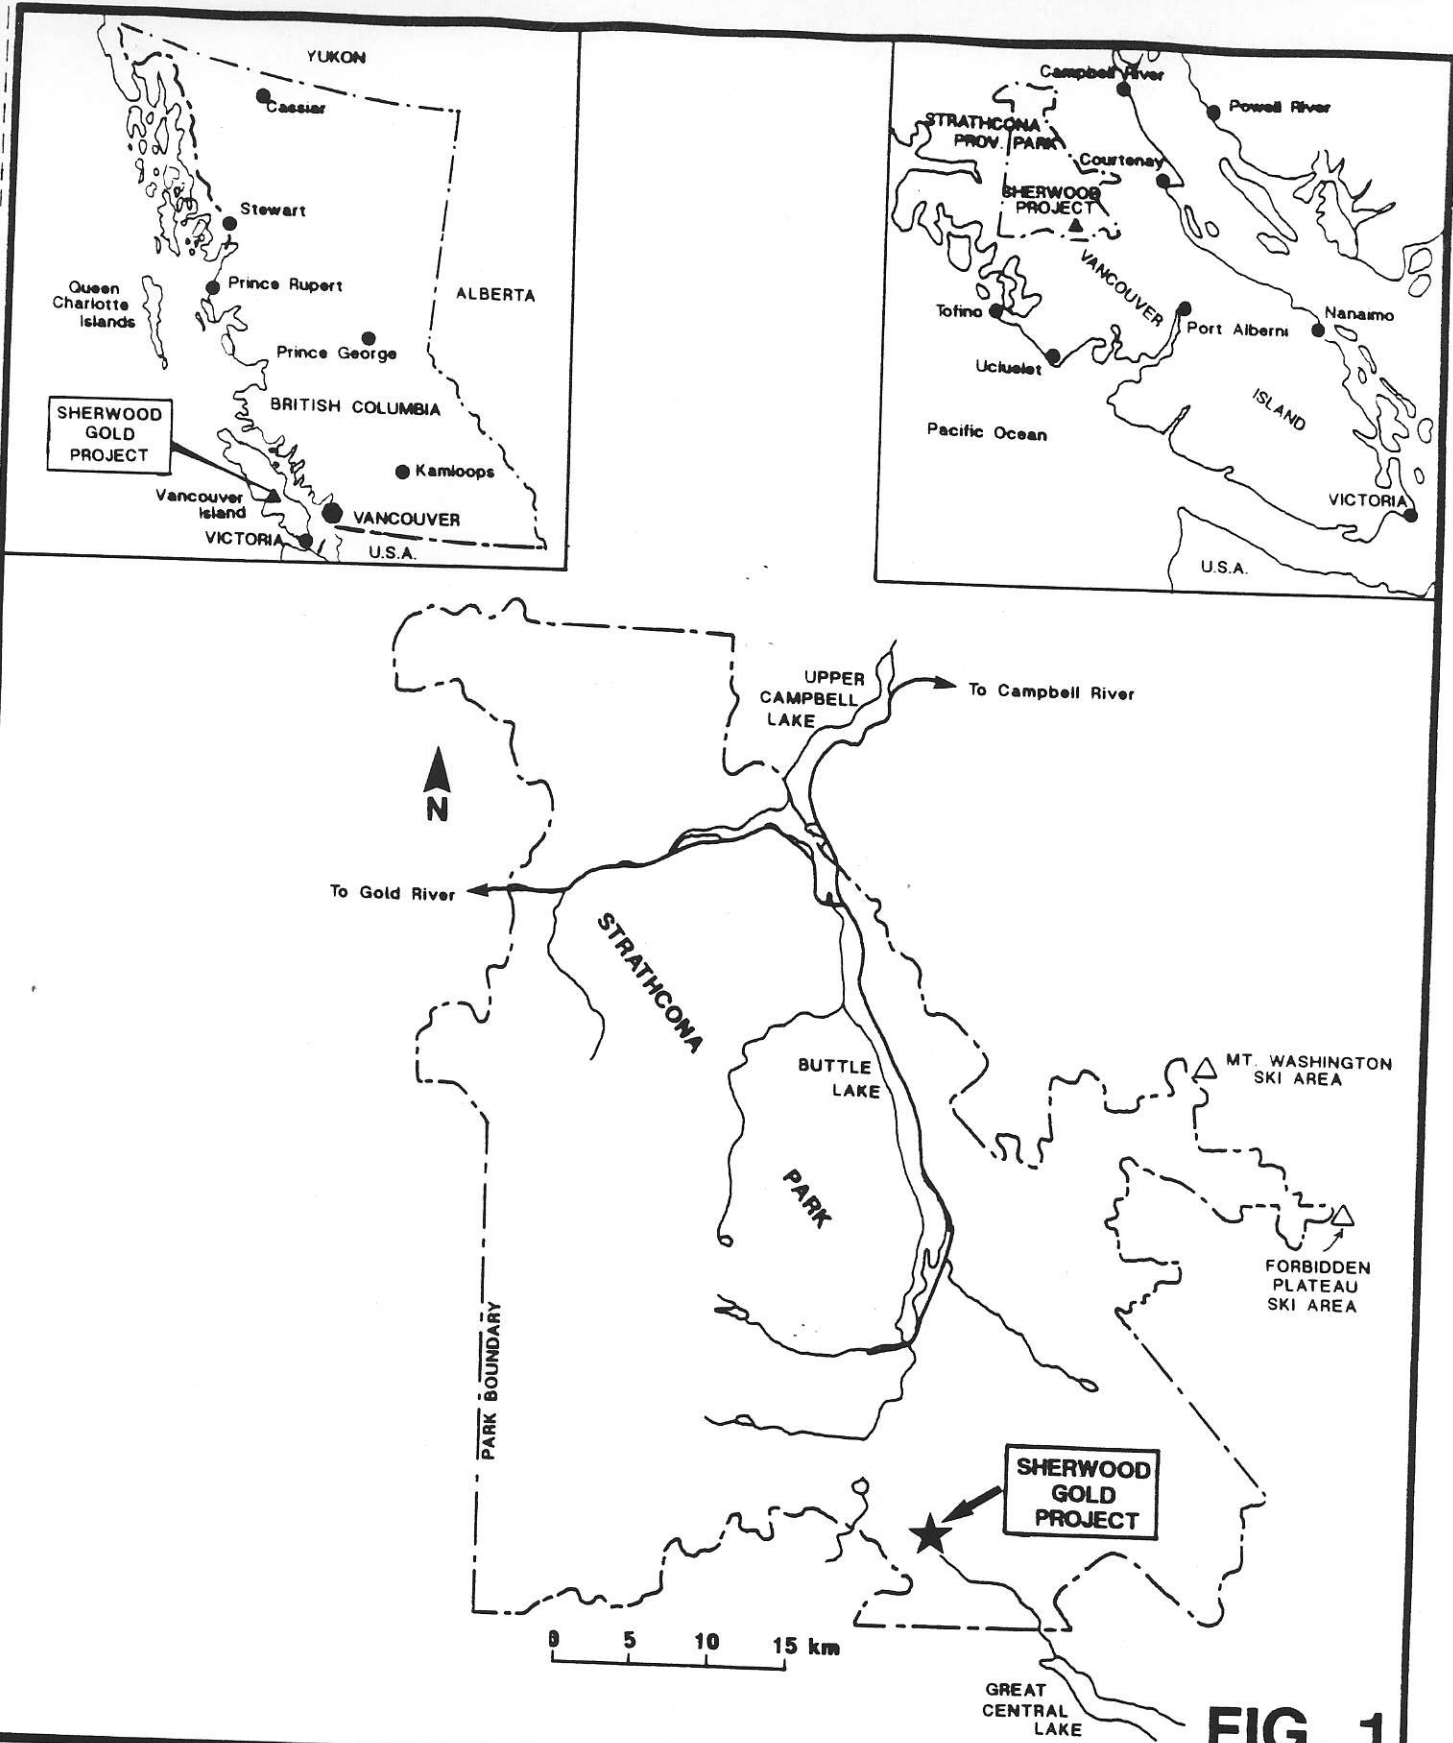 YUKON
Cassiar
Stewart
Prince Rupert
Queen
Charlotte
Islands
ALBERTA
Prince George
BRITISH COLUMBIA
SHERWOOD
GOLD
PROJECT
Kamloops
Vancouver
Island
VANCOUVER
VICTORIA
U.S.A.
Campbell River
Powell River
STRATHCONA
PROV. PARK
Courtenay
SHERWOOD
PROJECT
VANCOUVER
Tofino
Port Alberni
Nanaimo
Ucluelet
ISLAND
Pacific Ocean
VICTORIA
U.S.A.
UPPER
CAMPBELL
LAKE
To Campbell River
N
To Gold River
STRATHCONA
BUTTLE
LAKE
MT. WASHINGTON
SKI AREA
PARK
FORBIDDEN
PLATEAU
SKI AREA
PARK BOUNDARY
SHERWOOD
GOLD
PROJECT
0 5 10 15 km
GREAT
CENTRAL
LAKE
FIG. 1